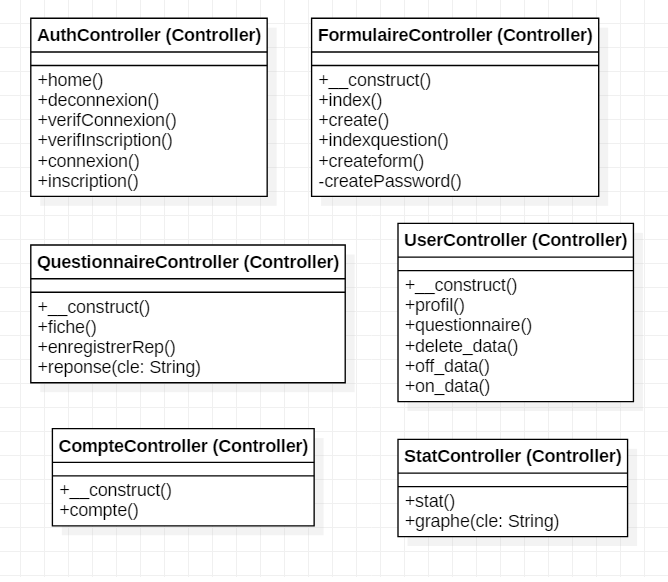 AuthController (Controller)
+home()
+deconnexion()
+verifConnexion()
+verifInscription()
+connexion()
+inscription()
FormulaireController (Controller)
+__construct()
+index()
+create()
+indexquestion()
+createform()
-createPassword()
QuestionnaireController (Controller)
+__construct()
+fiche()
+enregistrerRep()
+reponse(cle: String)
UserController (Controller)
+__construct()
+profil()
+questionnaire()
+delete_data()
+off_data()
+on_data()
CompteController (Controller)
+__construct()
+compte()
StatController (Controller)
+stat()
+graphe(cle: String)